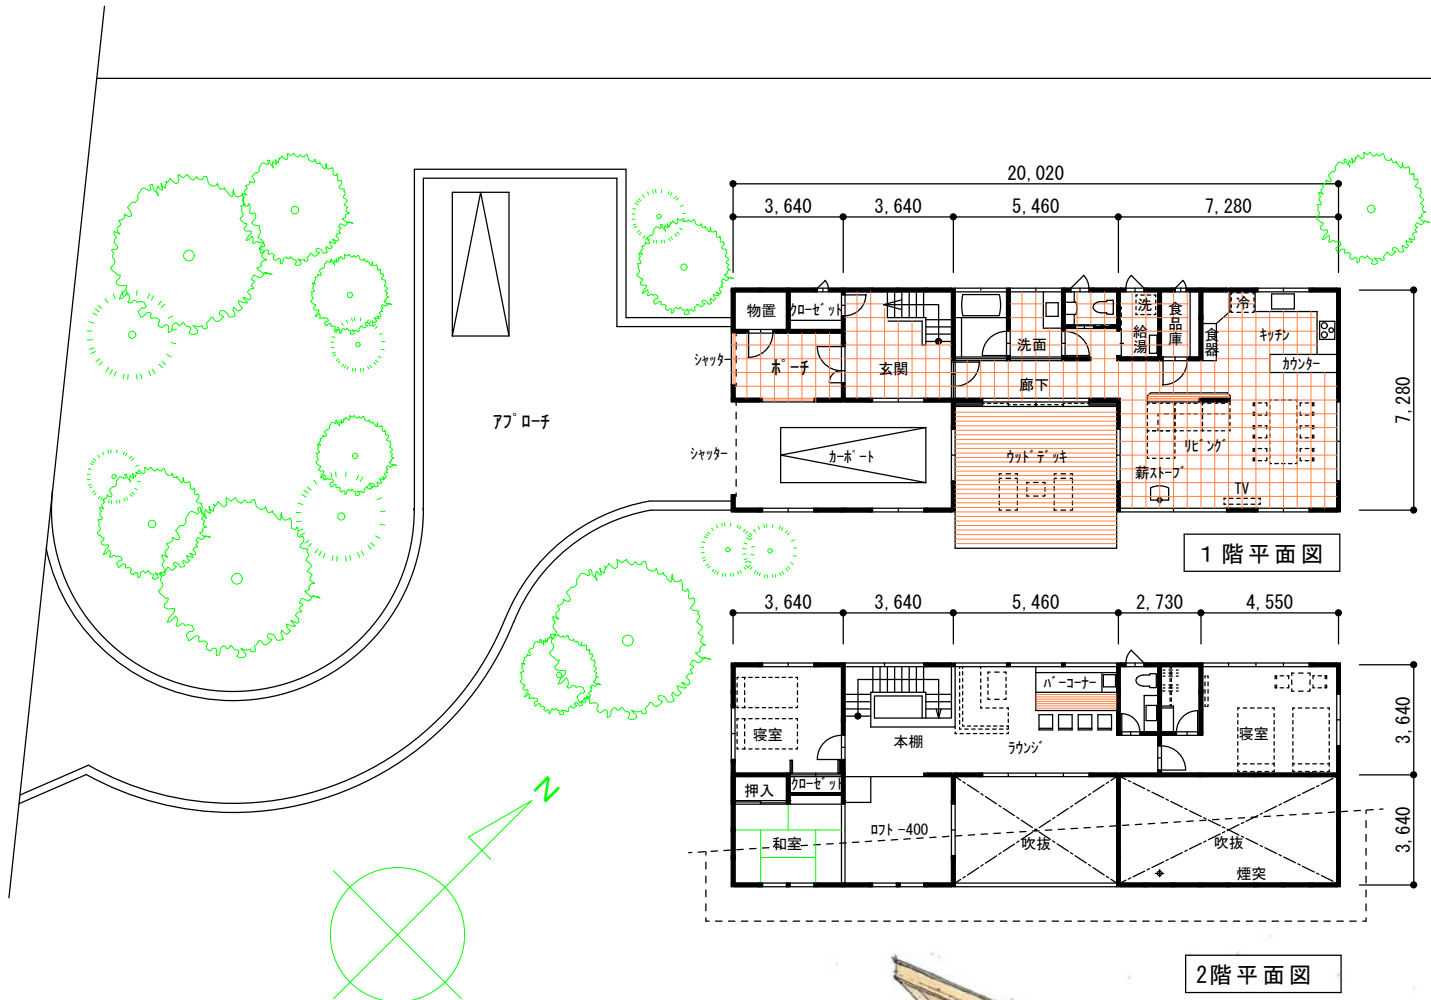 20,020
3,640
3,640
5,460
7,280
物置
クローゼット
シャッター
ポーチ
玄関
洗面
廊下
洗
給湯
食品庫
食器
冷
キッチン
カウンター
7,280
アプローチ
シャッター
カーポート
ウッドデッキ
リビング
薪ストーブ
TV
1階平面図
3,640
3,640
5,460
2,730
4,550
寝室
本棚
バーコーナー
ラウンジ
寝室
3,640
押入
クローゼット
和室
ロフト-400
吹抜
吹抜
煙突
3,640
N
2階平面図